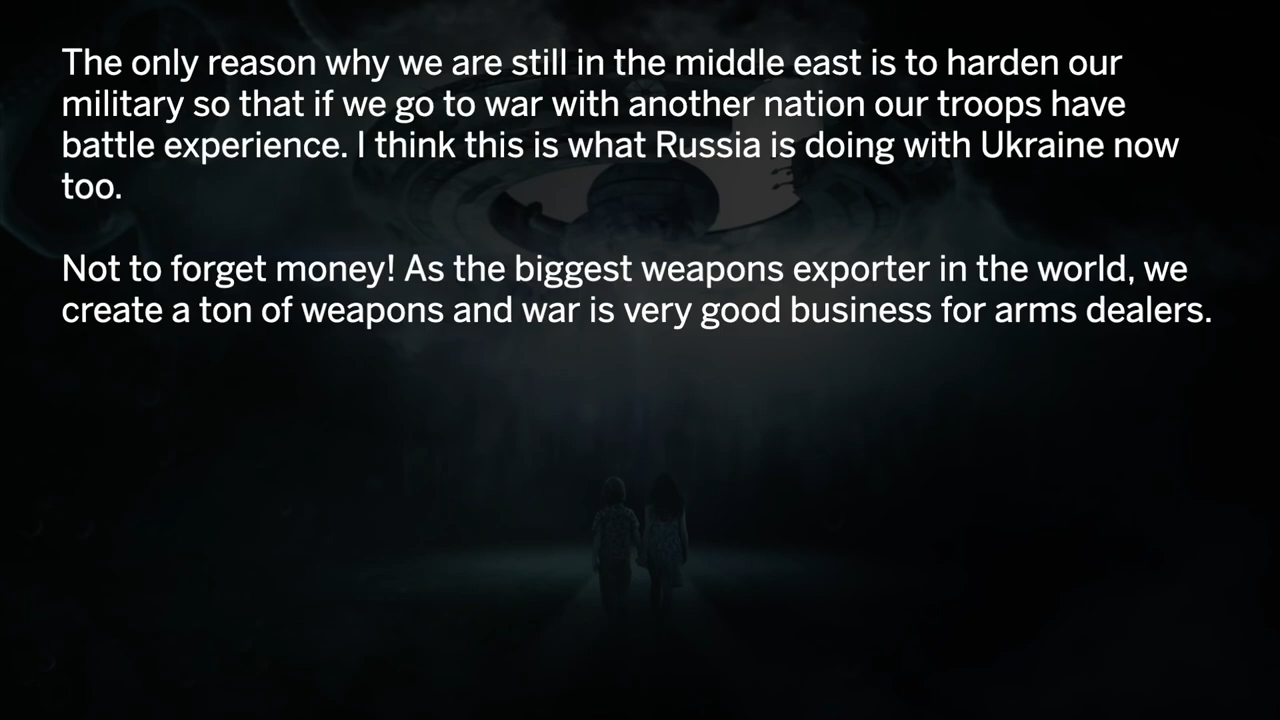 The only reason why we are still in the middle east is to harden our
military so that if we go to war with another nation our troops have
battle experience. I think this is what Russia is doing with Ukraine now
too.
Not to forget money! As the biggest weapons exporter in the world, we
create a ton of weapons and war is very good business for arms dealers.